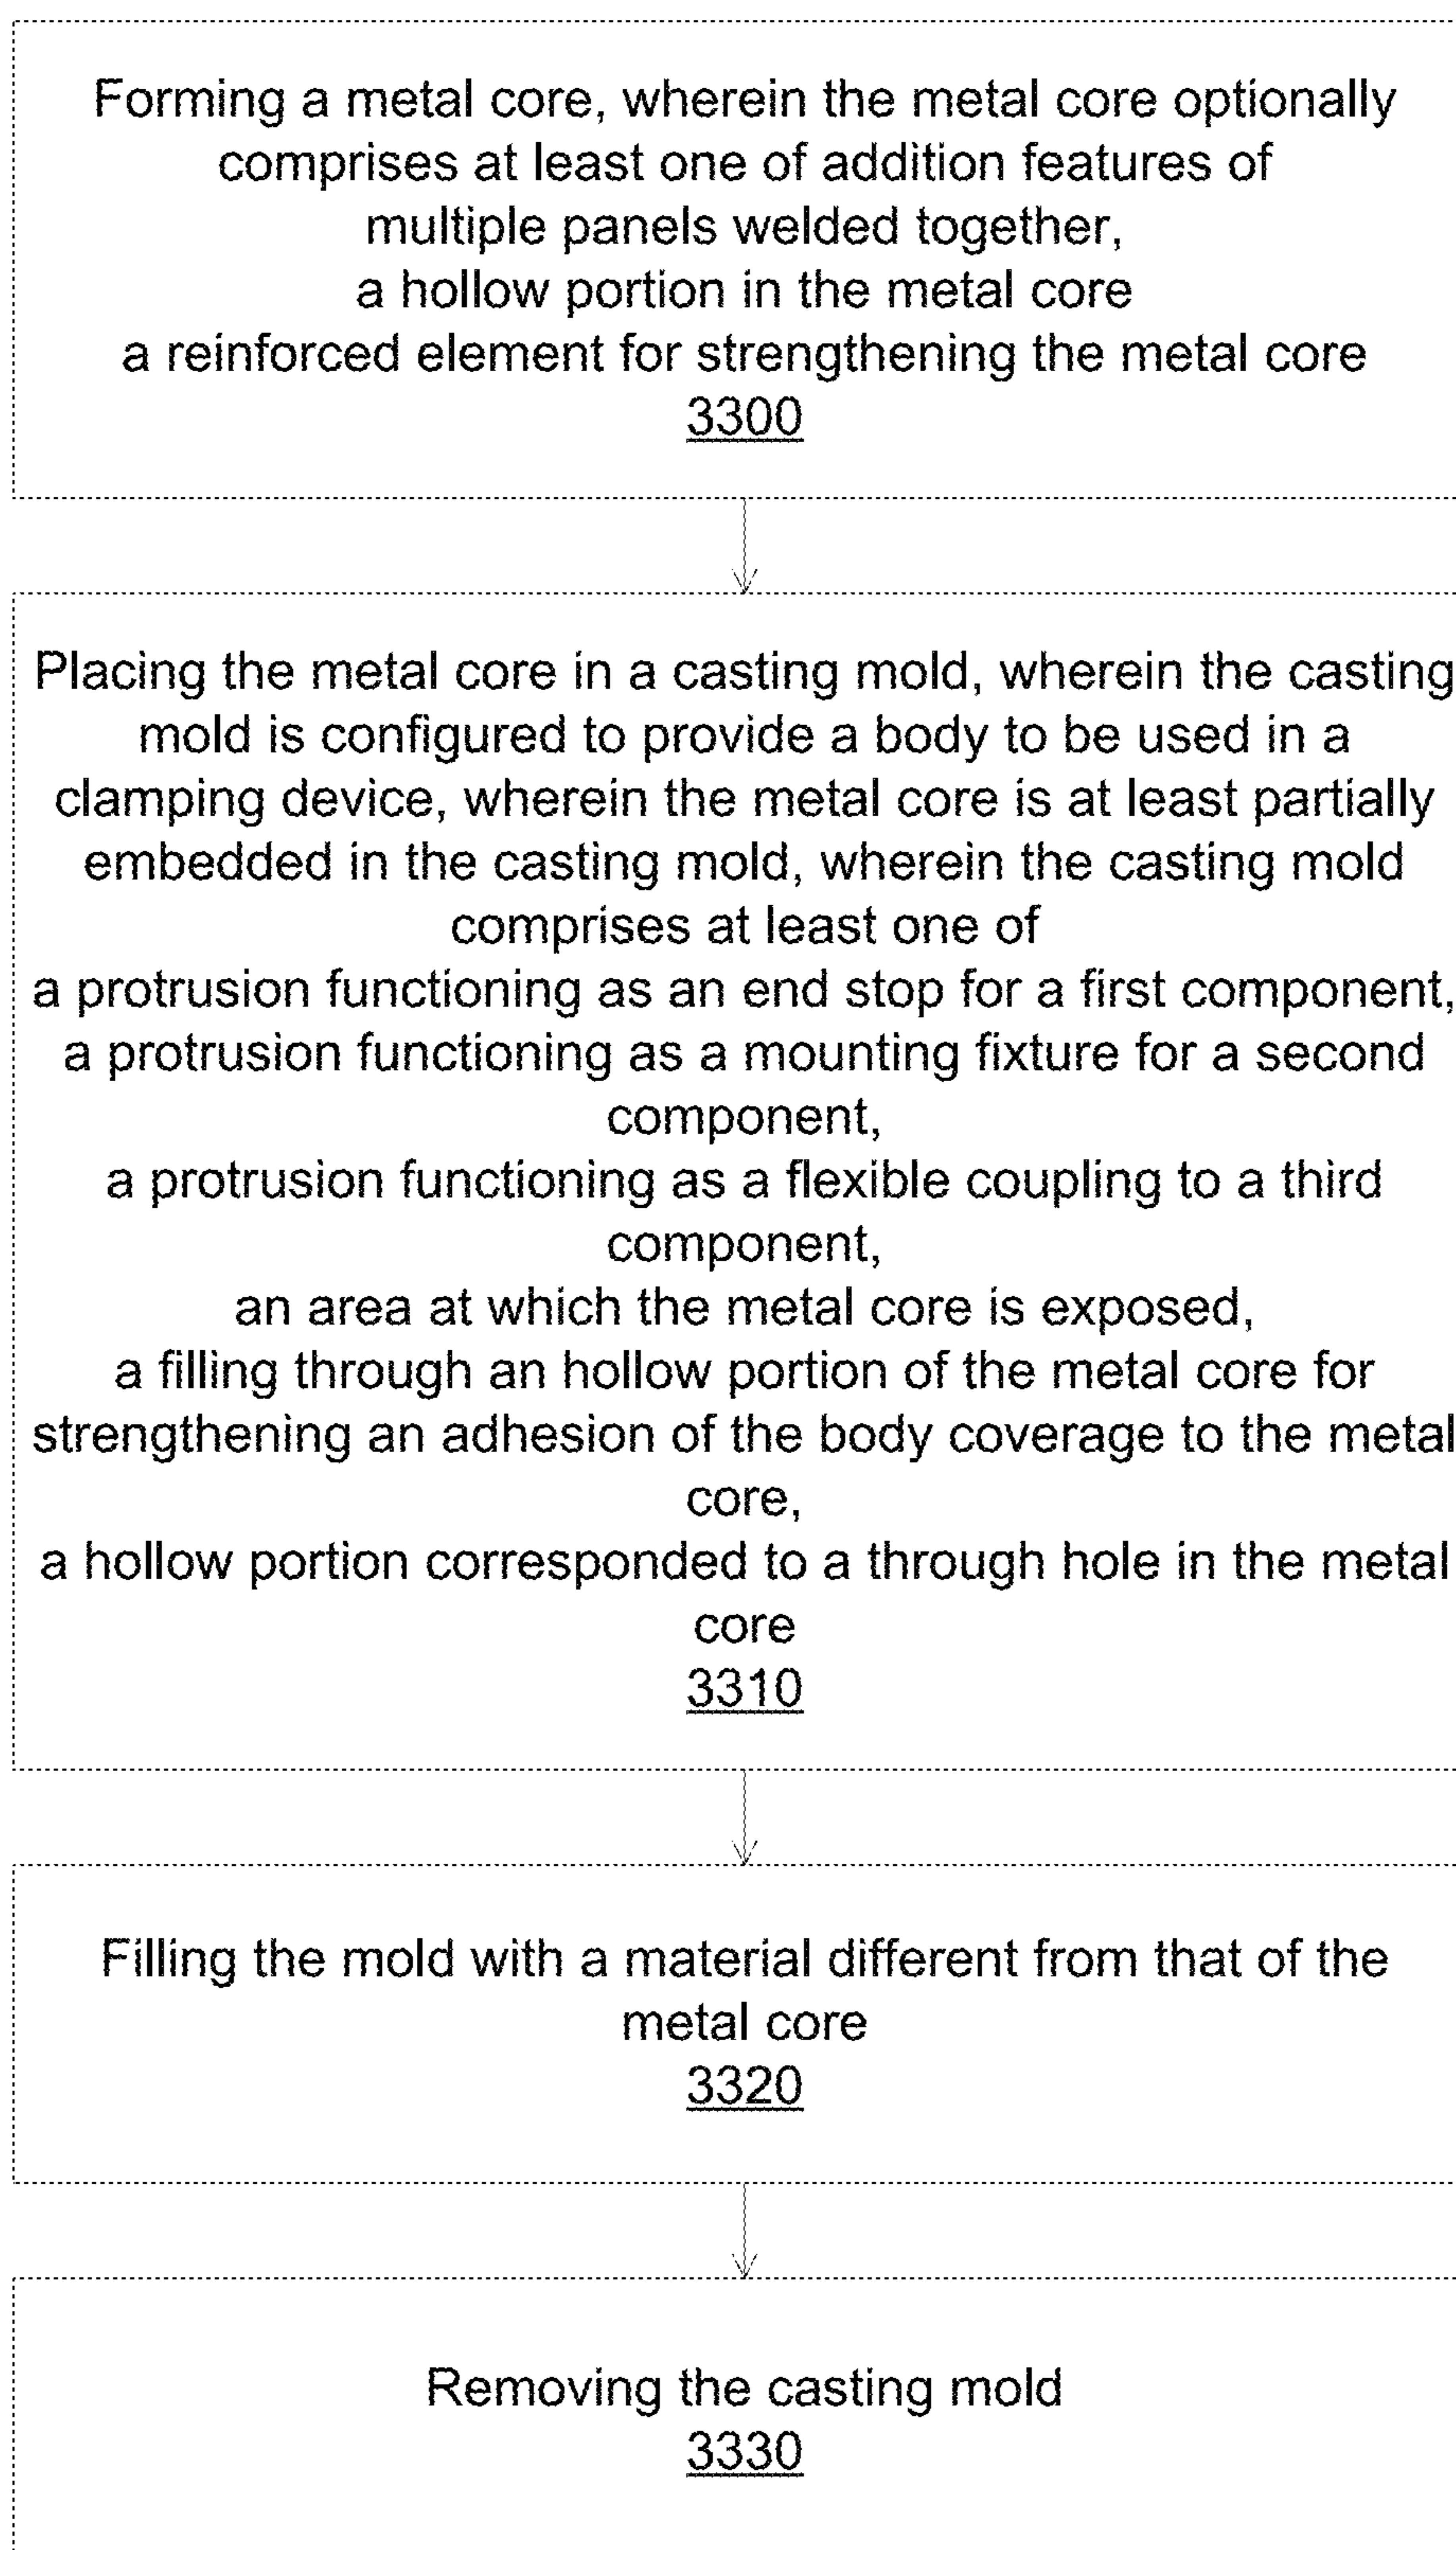 Forming a metal core, wherein the metal core optionally
comprises at least one of addition features of
multiple panels welded together,
a hollow portion in the metal core
a reinforced element for strengthening the metal core
3300
Placing the metal core in a casting mold, wherein the casting
mold is configured to provide a body to be used in a
clamping device, wherein the metal core is at least partially
embedded in the casting mold, wherein the casting mold
comprises at least one of
a protrusion functioning as an end stop for a first component,
a protrusion functioning as a mounting fixture for a second
component,
a protrusion functioning as a flexible coupling to a third
component,
an area at which the metal core is exposed,
a filling through an hollow portion of the metal core for
strengthening an adhesion of the body coverage to the metal
core,
a hollow portion corresponded to a through hole in the metal
core
3310
Filling the mold with a material different from that of the
metal core
3320
Removing the casting mold
3330